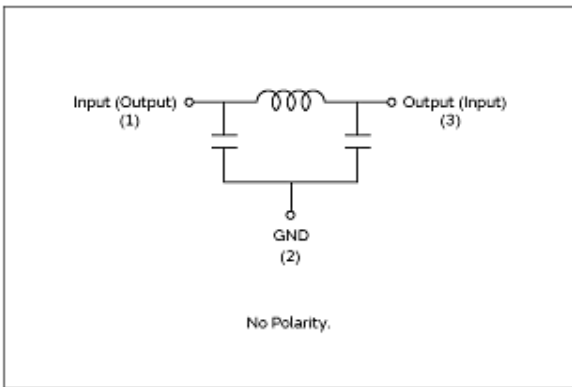 Input (Output)
(1)
Output (Input)
(3)
GND
(2)
No Polarity.